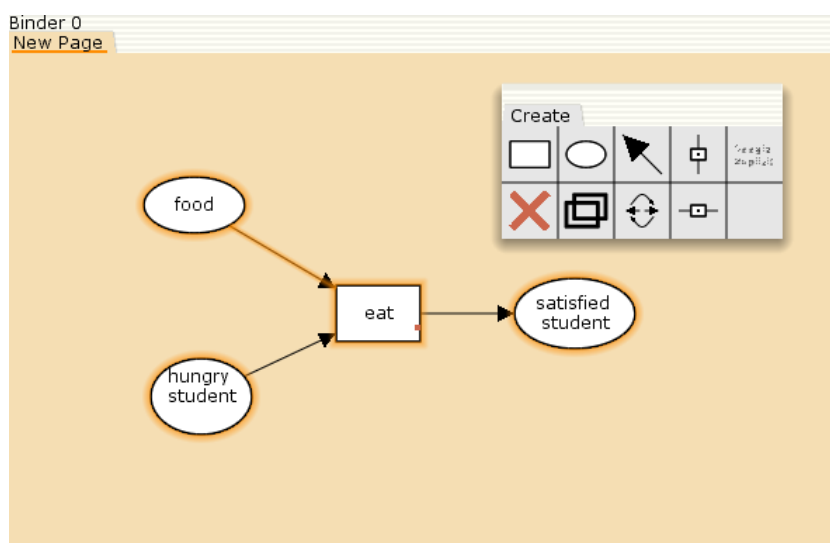 Binder 0
New Page
Create
food
eat
satisfied
student
hungry
student